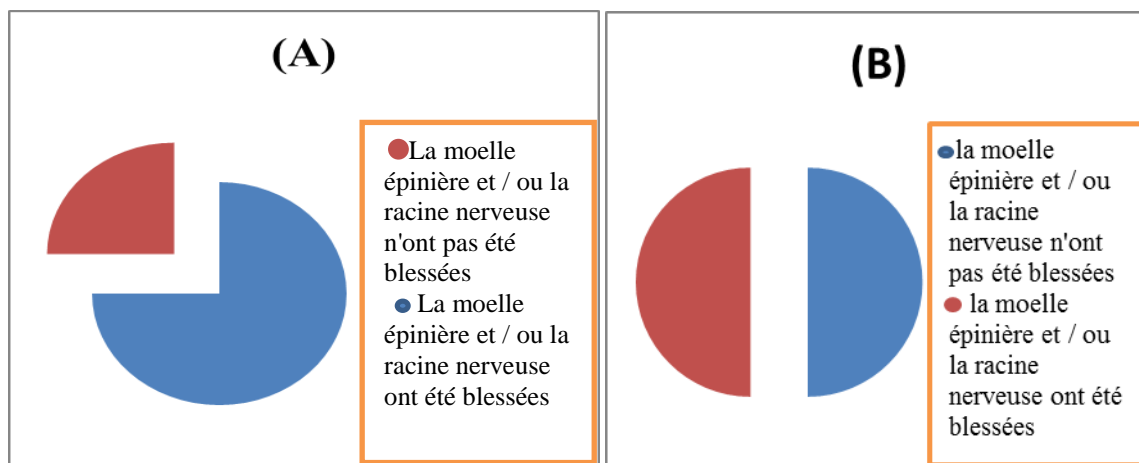 (A)
La moelle
épinière et / ou la
racine nerveuse
n'ont pas été
blessées
La moelle
épinière et / ou la
racine nerveuse
ont été blessées
(B)
la moelle
épinière et / ou
la racine
nerveuse n'ont
pas été blessées
la moelle
épinière et / ou
la racine
nerveuse ont été
blessées